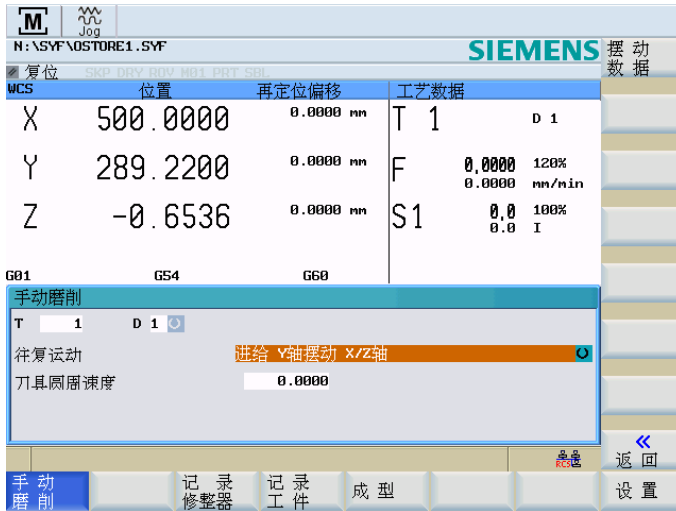 M
Jog
N:\SYF\OSTORE1.SYF
SIEMENS
摆 动
数 据
复位
SKP DRY ROV M01 PRT SBL
WCS 位置 再定位偏移 工艺数据
X 500.0000 0.0000 mm T 1 D 1
Y 289.2200 0.0000 mm F 0.0000 120%
0.0000 mm/min
Z -0.6536 0.0000 mm S1 0.0 100%
0.0 I
G01 G54 G60
手动磨削
T 1 D 1
往复运动 进给 Y轴摆动 X/Z轴
刀具圆周速度 0.0000
RCS
«
返 回
手 动
磨 削
记 录
修整器
记 录
工 件
成 型
设 置